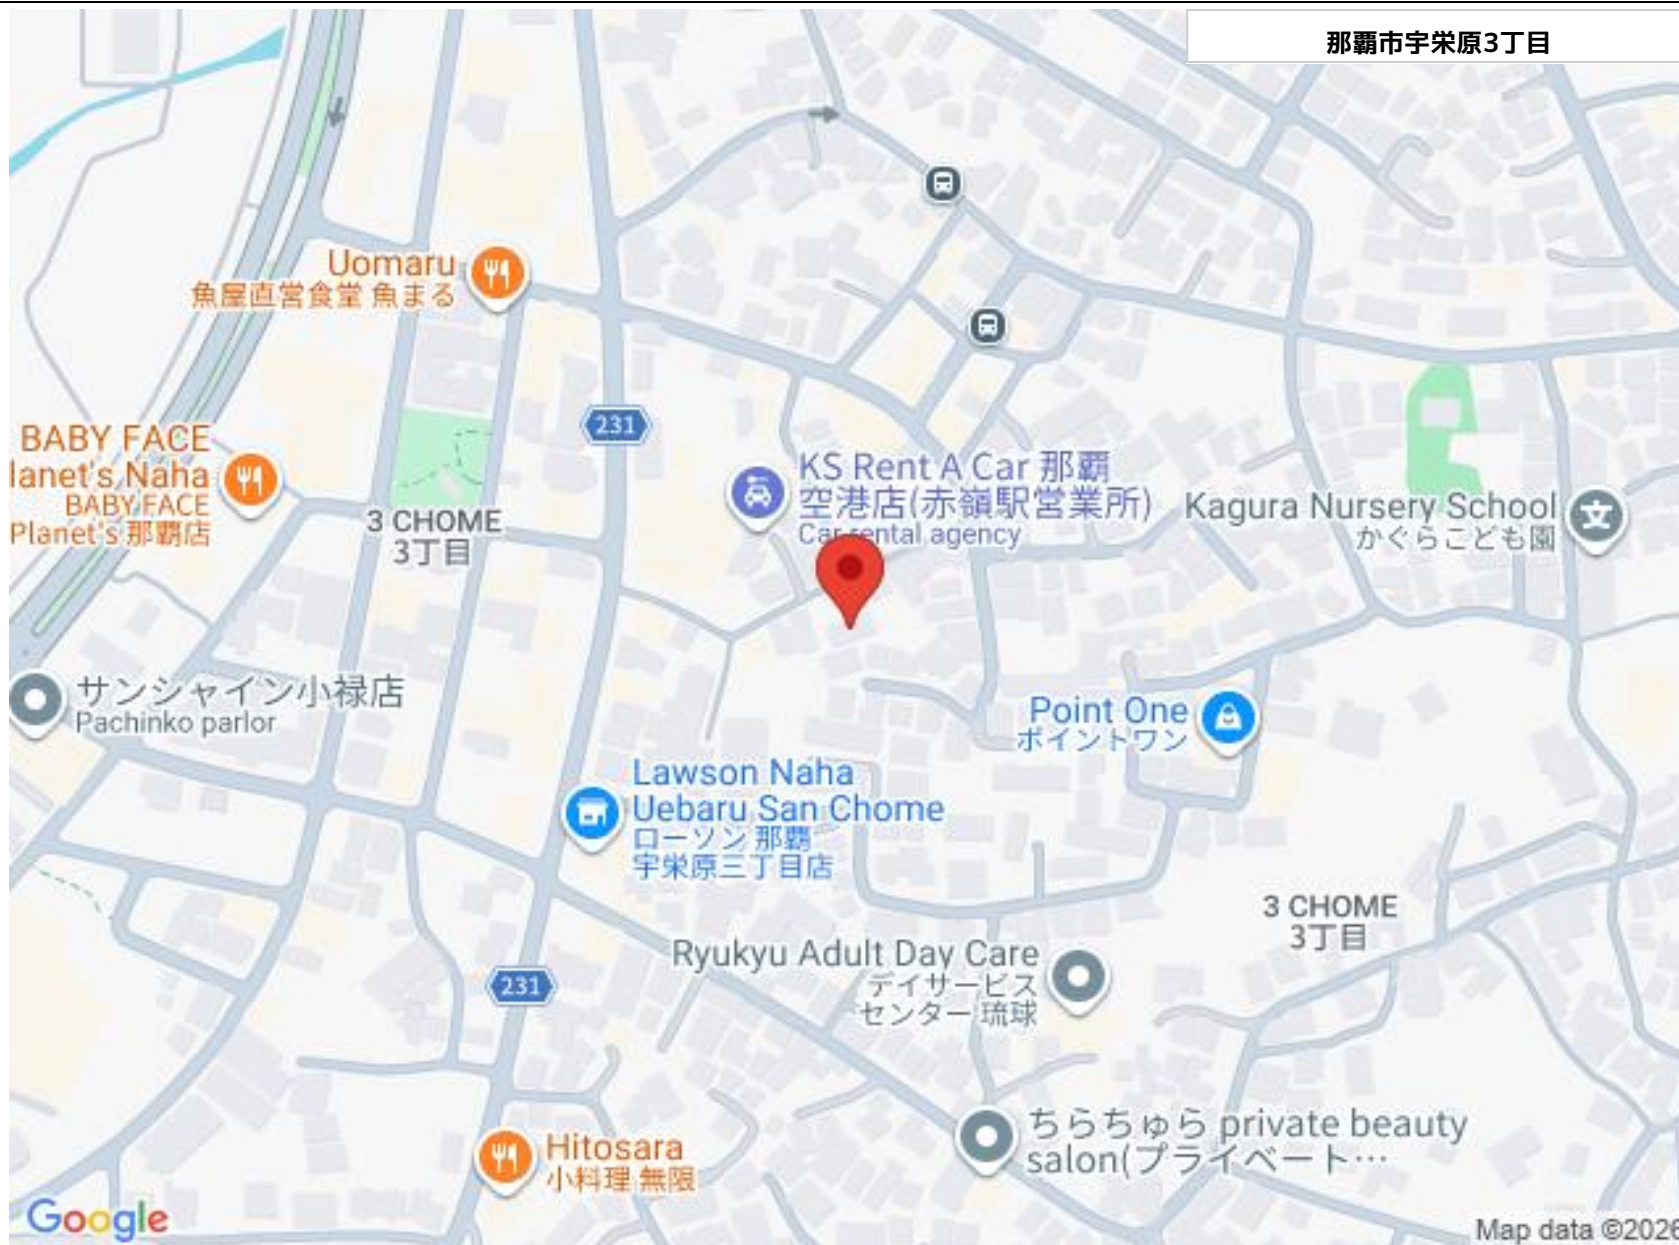 那覇市宇栄原3丁目
Uomaru
魚屋直営食堂 魚まる
231
BABY FACE
lanet's Naha
BABY FACE
Planet's 那覇店
3 CHOME
3丁目
KS Rent A Car 那覇
空港店(赤嶺駅営業所)
Car rental agency
Kagura Nursery School
かぐらこども園
文
サンシャイン小禄店
Pachinko parlor
Point One
ポイントワン
Lawson Naha
Uebaru San Chome
ローソン 那覇
宇栄原三丁目店
3 CHOME
3丁目
Ryukyu Adult Day Care
デイサービス
センター 琉球
231
ちらちゅら private beauty
salon(プライベート…
Hitosara
小料理 無限
Google
Map data ©2026